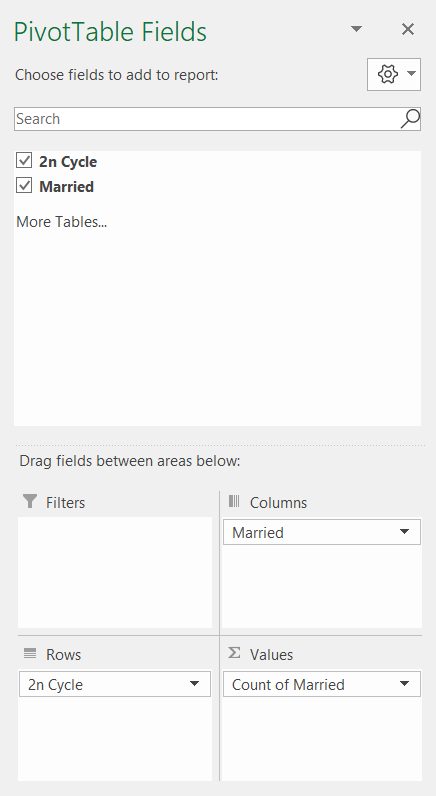 PivotTable Fields
Choose fields to add to report:
Search
2n Cycle
Married
More Tables...
Drag fields between areas below:
Filters
Columns
Married
Rows
Σ Values
2n Cycle
Count of Married